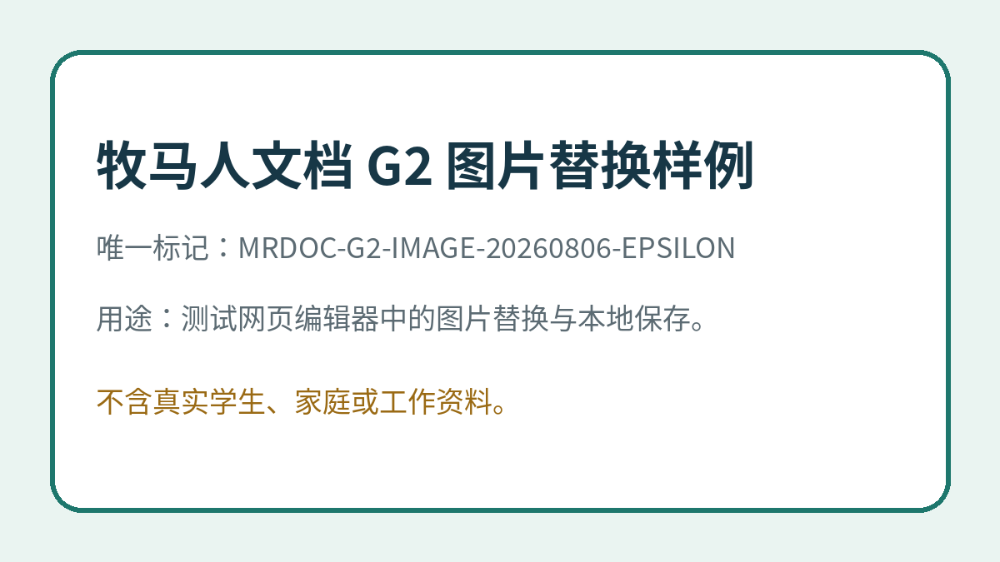 牧马人文档 G2 图片替换样例
唯一标记：MRDOC-G2-IMAGE-20260806-EPSILON
用途：测试网页编辑器中的图片替换与本地保存。
不含真实学生、家庭或工作资料。